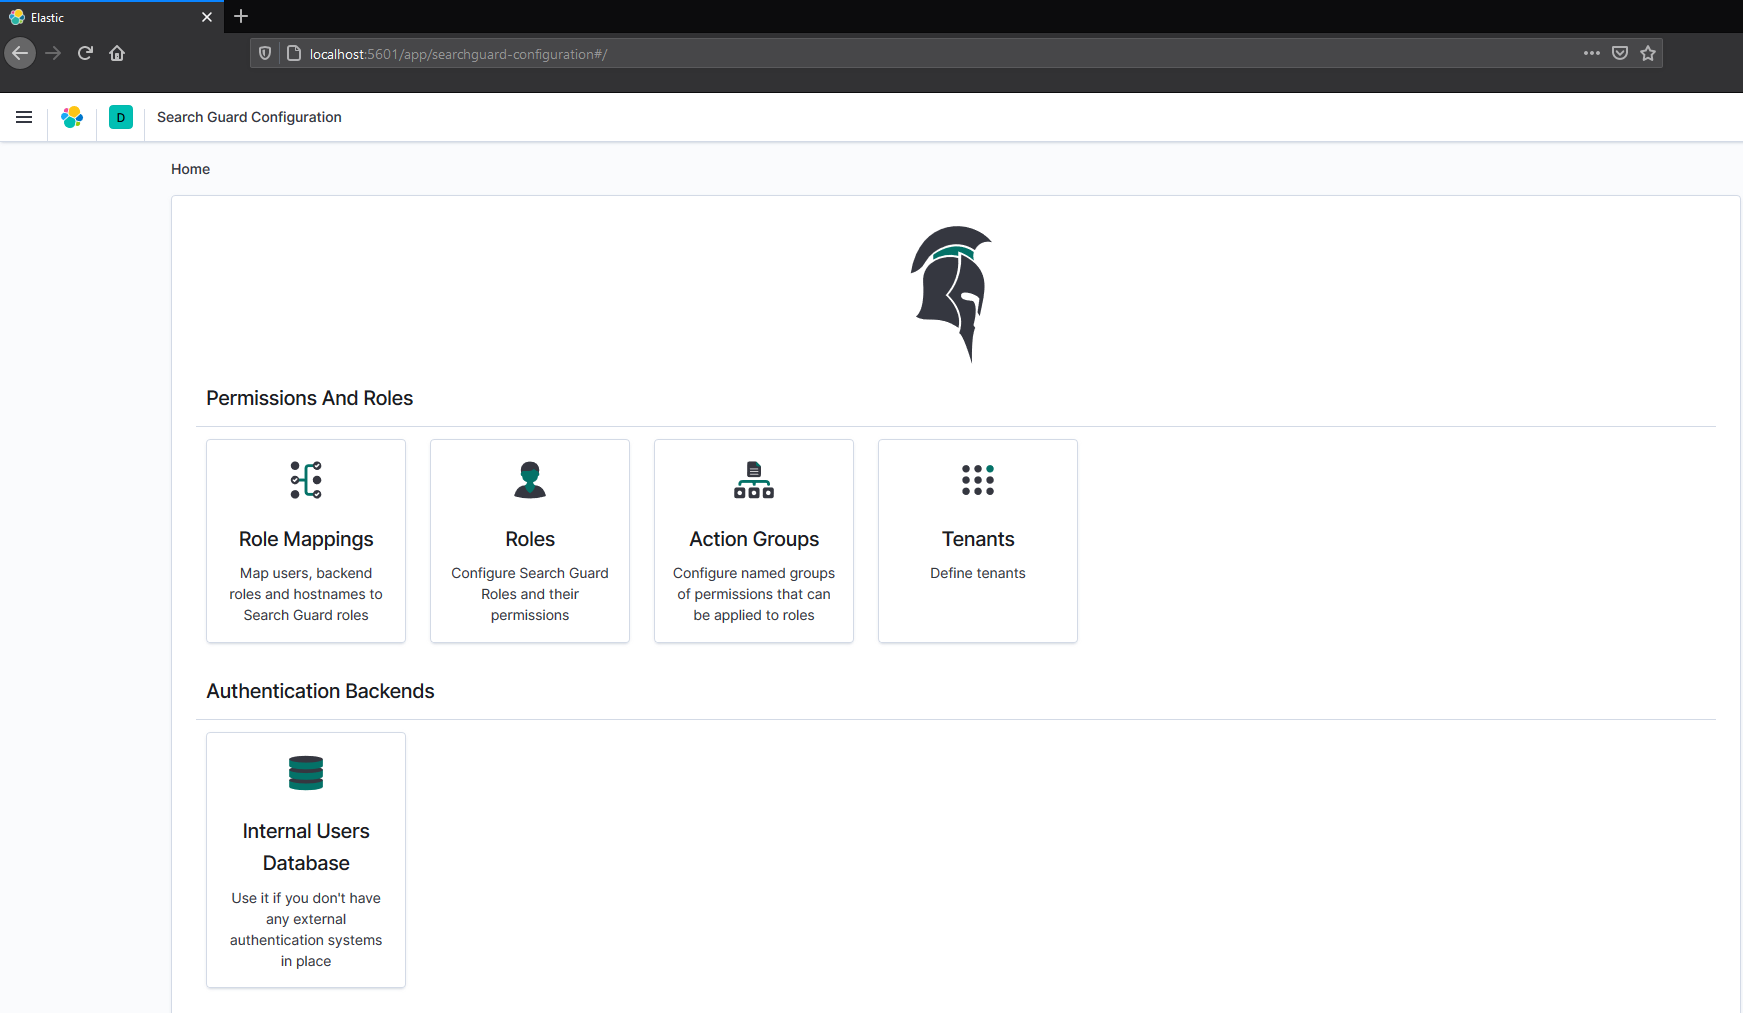 Elastic
localhost:5601/app/searchguard-configuration#/
D
Search Guard Configuration
Home
Permissions And Roles
Role Mappings
Map users, backend
roles and hostnames to
Search Guard roles
Roles
Configure Search Guard
Roles and their
permissions
Action Groups
Configure named groups
of permissions that can
be applied to roles
Tenants
Define tenants
Authentication Backends
Internal Users
Database
Use it if you don't have
any external
authentication systems
in place